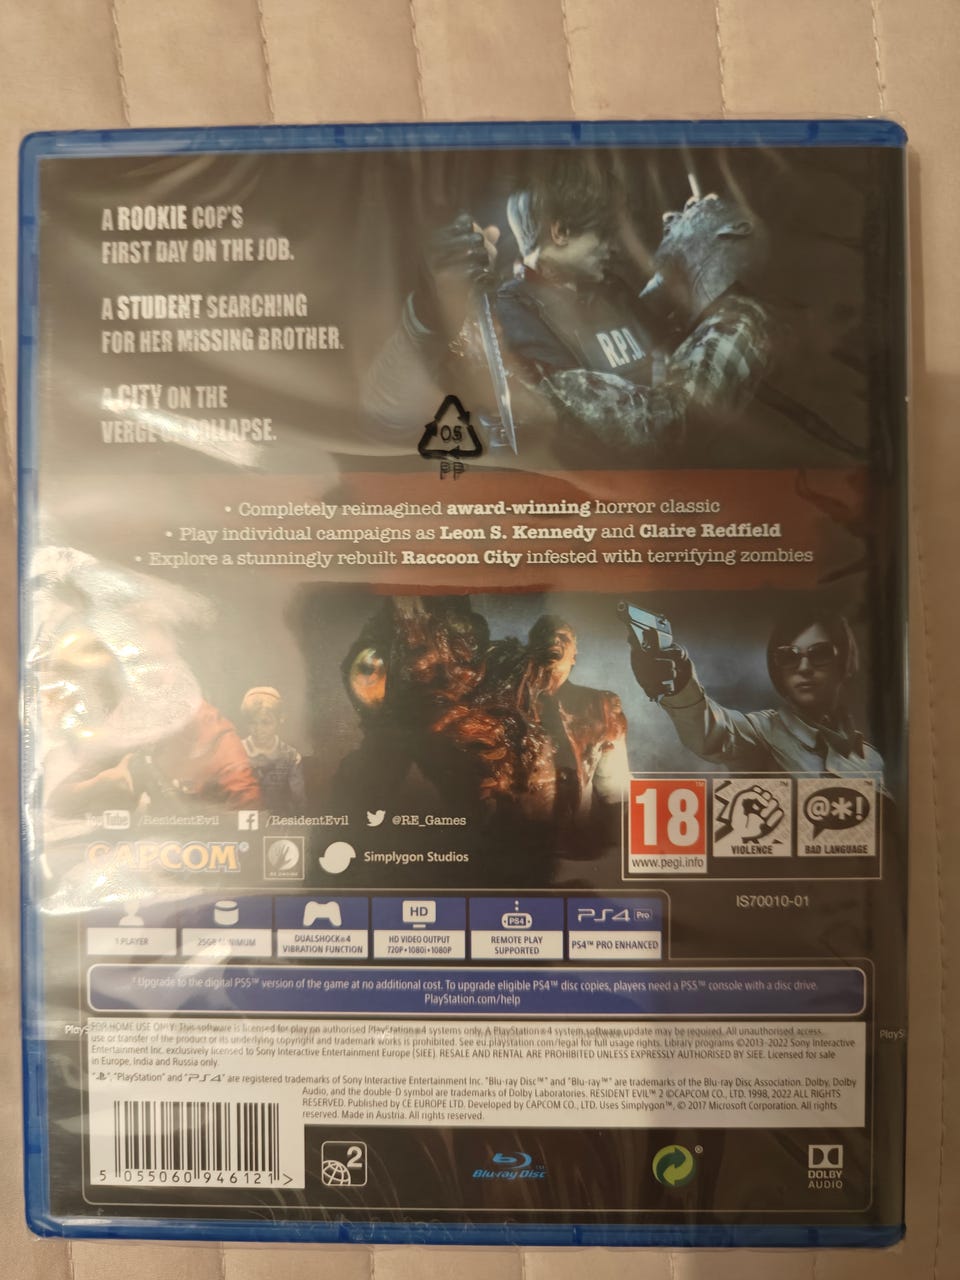 A ROOKIE COP'S
FIRST DAY ON THE JOB.
A STUDENT SEARCHING
FOR HER MISSING BROTHER.
A CITY ON THE
VERGE OF COLLAPSE.
R.P.D.
05
PP
• Completely reimagined award-winning horror classic
• Play individual campaigns as Leon S. Kennedy and Claire Redfield
• Explore a stunningly rebuilt Raccoon City infested with terrifying zombies
YouTube /ResidentEvil f /ResidentEvil @RE_Games
CAPCOM® RE ENGINE Simplygon Studios
18 ™
www.pegi.info
VIOLENCE
@*!
BAD LANGUAGE
IS70010-01
1 PLAYER
25GB MINIMUM
DUALSHOCK®4
VIBRATION FUNCTION
HD
HD VIDEO OUTPUT
720P•1080i•1080P
PS4
REMOTE PLAY
SUPPORTED
PS4 Pro
PS4™ PRO ENHANCED
* Upgrade to the digital PS5™ version of the game at no additional cost. To upgrade eligible PS4™ disc copies, players need a PS5™ console with a disc drive.
PlayStation.com/help
FOR HOME USE ONLY: This software is licensed for play on authorised PlayStation®4 systems only. A PlayStation®4 system software update may be required. All unauthorised access,
use or transfer of the product or its underlying copyright and trademark works is prohibited. See eu.playstation.com/legal for full usage rights. Library programs ©2013-2022 Sony Interactive
Entertainment Inc. exclusively licensed to Sony Interactive Entertainment Europe (SIEE). RESALE AND RENTAL ARE PROHIBITED UNLESS EXPRESSLY AUTHORISED BY SIEE. Licensed for sale
in Europe, India and Russia only.
"PS", "PlayStation" and "PS4" are registered trademarks of Sony Interactive Entertainment Inc. "Blu-ray Disc™" and "Blu-ray™" are trademarks of the Blu-ray Disc Association. Dolby, Dolby
Audio, and the double-D symbol are trademarks of Dolby Laboratories. RESIDENT EVIL™ 2 ©CAPCOM CO., LTD. 1998, 2022 ALL RIGHTS
RESERVED. Published by CE EUROPE LTD. Developed by CAPCOM CO., LTD. Uses Simplygon™, © 2017 Microsoft Corporation. All rights
reserved. Made in Austria. All rights reserved.
5 055060 946121 >
2
Blu-ray Disc™
®
DOLBY
AUDIO